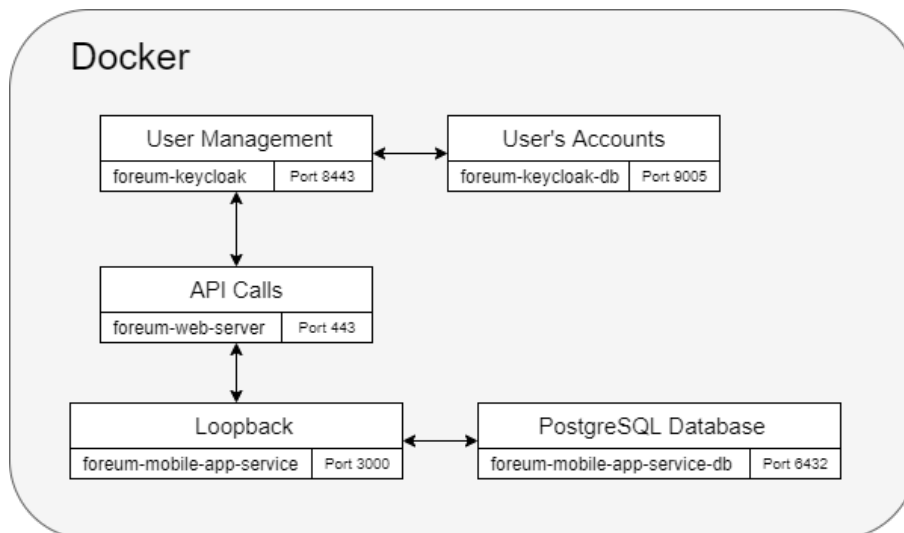 Docker
User Management
foreum-keycloak
Port 8443
User's Accounts
foreum-keycloak-db
Port 9005
API Calls
foreum-web-server
Port 443
Loopback
foreum-mobile-app-service
Port 3000
PostgreSQL Database
foreum-mobile-app-service-db
Port 6432